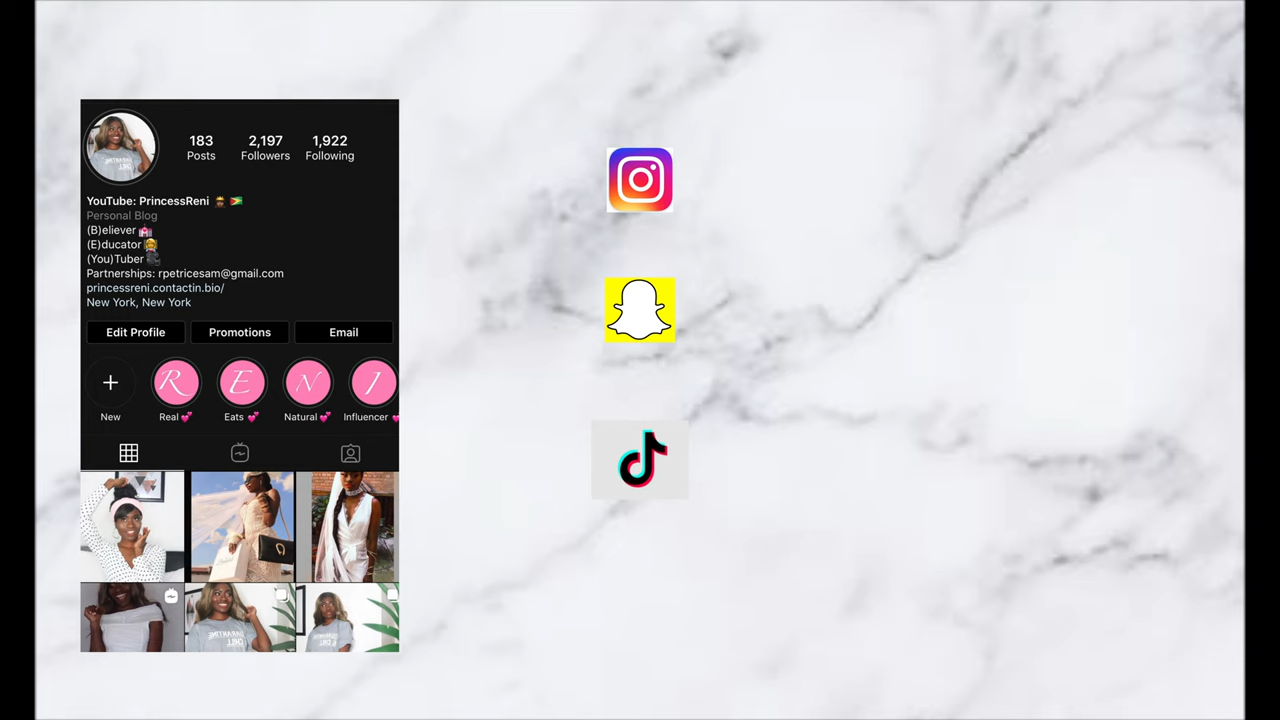 183 2,197 1,922
Posts Followers Following
YouTube: PrincessReni
Personal Blog
(B)eliever
(E)ducator
(You)Tuber
Partnerships: rpetricesam@gmail.com
princessreni.contactin.bio/
New York, New York
Edit Profile Promotions Email
R E N I
New Real Eats Natural Influencer